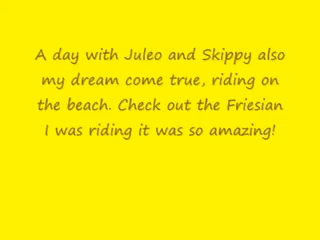 A day with Juleo and Skippy also
my dream come true, riding on
the beach. Check out the Friesian
I was riding it was so amazing!